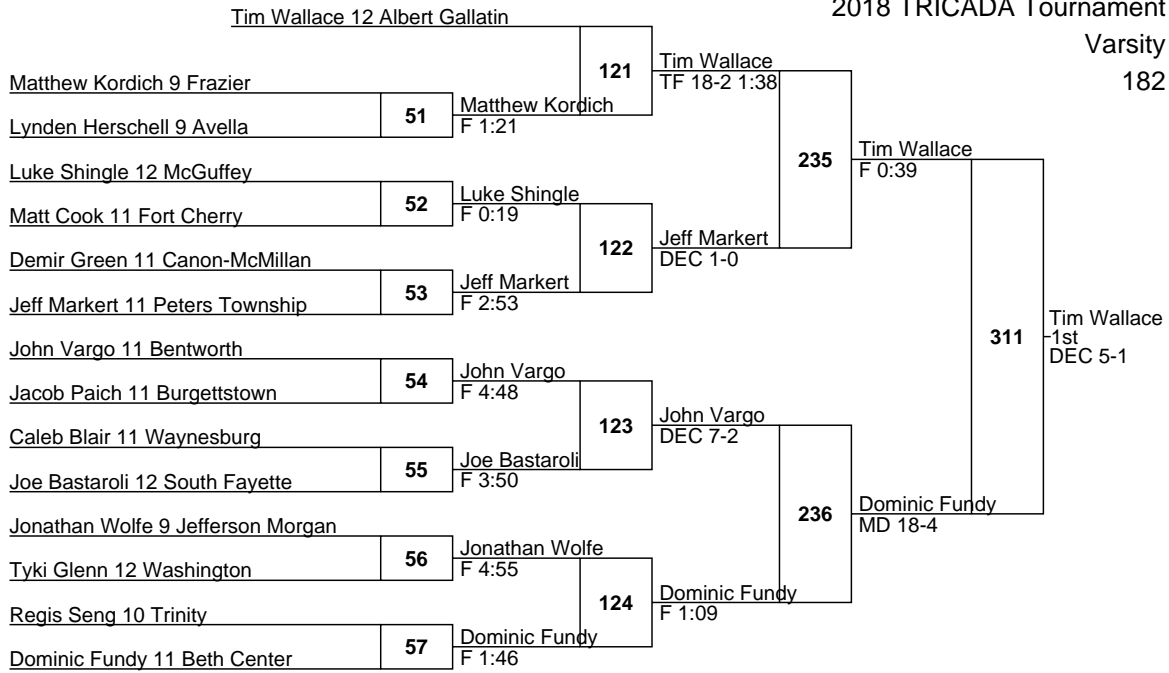 2018 TRICADA Tournament
Varsity
182
Tim Wallace 12 Albert Gallatin
121
Tim Wallace
TF 18-2 1:38
Matthew Kordich 9 Frazier
51
Matthew Kordich
F 1:21
Lynden Herschell 9 Avella
235
Tim Wallace
F 0:39
Luke Shingle 12 McGuffey
52
Luke Shingle
F 0:19
Matt Cook 11 Fort Cherry
122
Jeff Markert
DEC 1-0
Demir Green 11 Canon-McMillan
53
Jeff Markert
F 2:53
Jeff Markert 11 Peters Township
311
Tim Wallace
1st
DEC 5-1
John Vargo 11 Bentworth
54
John Vargo
F 4:48
Jacob Paich 11 Burgettstown
123
John Vargo
DEC 7-2
Caleb Blair 11 Waynesburg
55
Joe Bastaroli
F 3:50
Joe Bastaroli 12 South Fayette
236
Dominic Fundy
MD 18-4
Jonathan Wolfe 9 Jefferson Morgan
56
Jonathan Wolfe
F 4:55
Tyki Glenn 12 Washington
124
Dominic Fundy
F 1:09
Regis Seng 10 Trinity
57
Dominic Fundy
F 1:46
Dominic Fundy 11 Beth Center